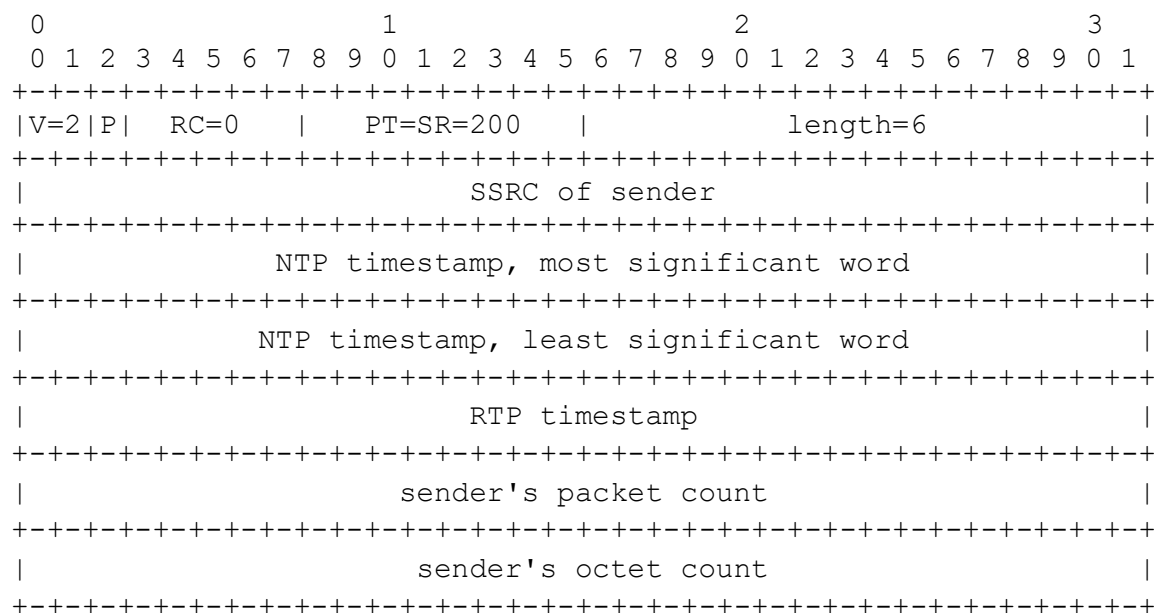 0                   1                   2                   3
 0 1 2 3 4 5 6 7 8 9 0 1 2 3 4 5 6 7 8 9 0 1 2 3 4 5 6 7 8 9 0 1
+-+-+-+-+-+-+-+-+-+-+-+-+-+-+-+-+-+-+-+-+-+-+-+-+-+-+-+-+-+-+-+-+
|V=2|P|  RC=0   |   PT=SR=200   |           length=6            |
+-+-+-+-+-+-+-+-+-+-+-+-+-+-+-+-+-+-+-+-+-+-+-+-+-+-+-+-+-+-+-+-+
|                         SSRC of sender                        |
+-+-+-+-+-+-+-+-+-+-+-+-+-+-+-+-+-+-+-+-+-+-+-+-+-+-+-+-+-+-+-+-+
|              NTP timestamp, most significant word             |
+-+-+-+-+-+-+-+-+-+-+-+-+-+-+-+-+-+-+-+-+-+-+-+-+-+-+-+-+-+-+-+-+
|             NTP timestamp, least significant word             |
+-+-+-+-+-+-+-+-+-+-+-+-+-+-+-+-+-+-+-+-+-+-+-+-+-+-+-+-+-+-+-+-+
|                         RTP timestamp                         |
+-+-+-+-+-+-+-+-+-+-+-+-+-+-+-+-+-+-+-+-+-+-+-+-+-+-+-+-+-+-+-+-+
|                     sender's packet count                     |
+-+-+-+-+-+-+-+-+-+-+-+-+-+-+-+-+-+-+-+-+-+-+-+-+-+-+-+-+-+-+-+-+
|                      sender's octet count                     |
+-+-+-+-+-+-+-+-+-+-+-+-+-+-+-+-+-+-+-+-+-+-+-+-+-+-+-+-+-+-+-+-+